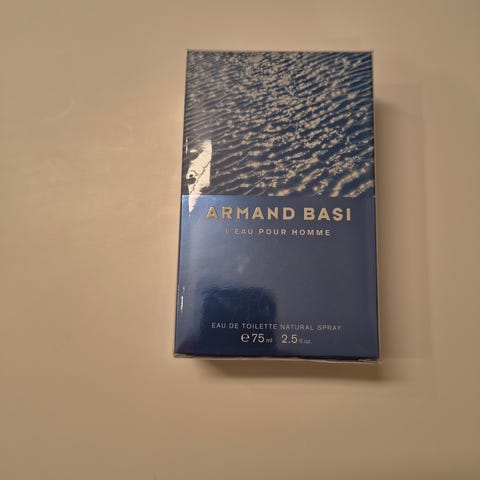 ARMAND BASI
L'EAU POUR HOMME
EAU DE TOILETTE NATURAL SPRAY
℮75 ml 2.5 fl.oz.